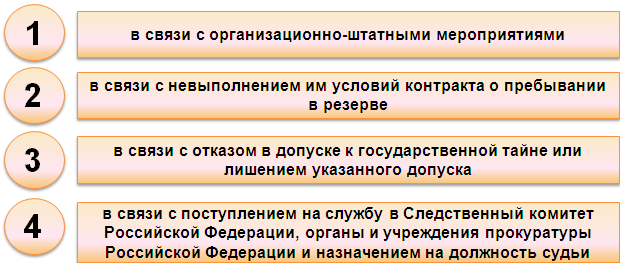 1
в связи с организационно-штатными мероприятиями
2
в связи с невыполнением им условий контракта о пребывании
в резерве
3
в связи с отказом в допуске к государственной тайне или
лишением указанного допуска
4
в связи с поступлением на службу в Следственный комитет
Российской Федерации, органы и учреждения прокуратуры
Российской Федерации и назначением на должность судьи